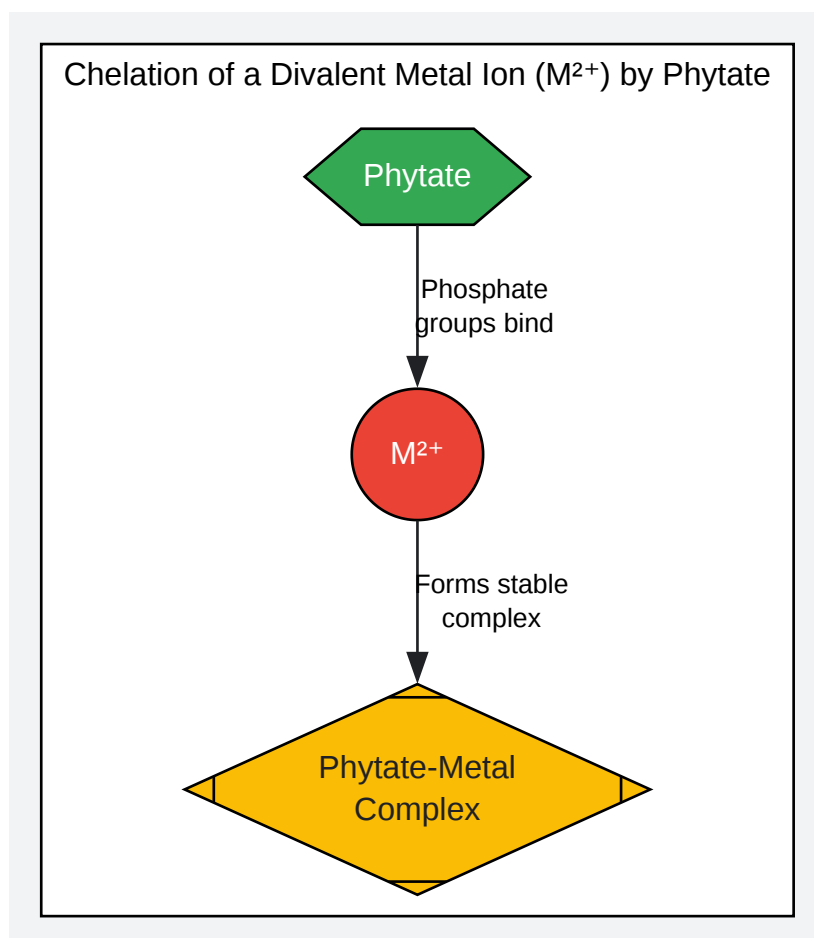 Chelation of a Divalent Metal Ion (M²⁺) by Phytate
Phytate
Phosphate
groups bind
M²⁺
Forms stable
complex
Phytate-Metal
Complex